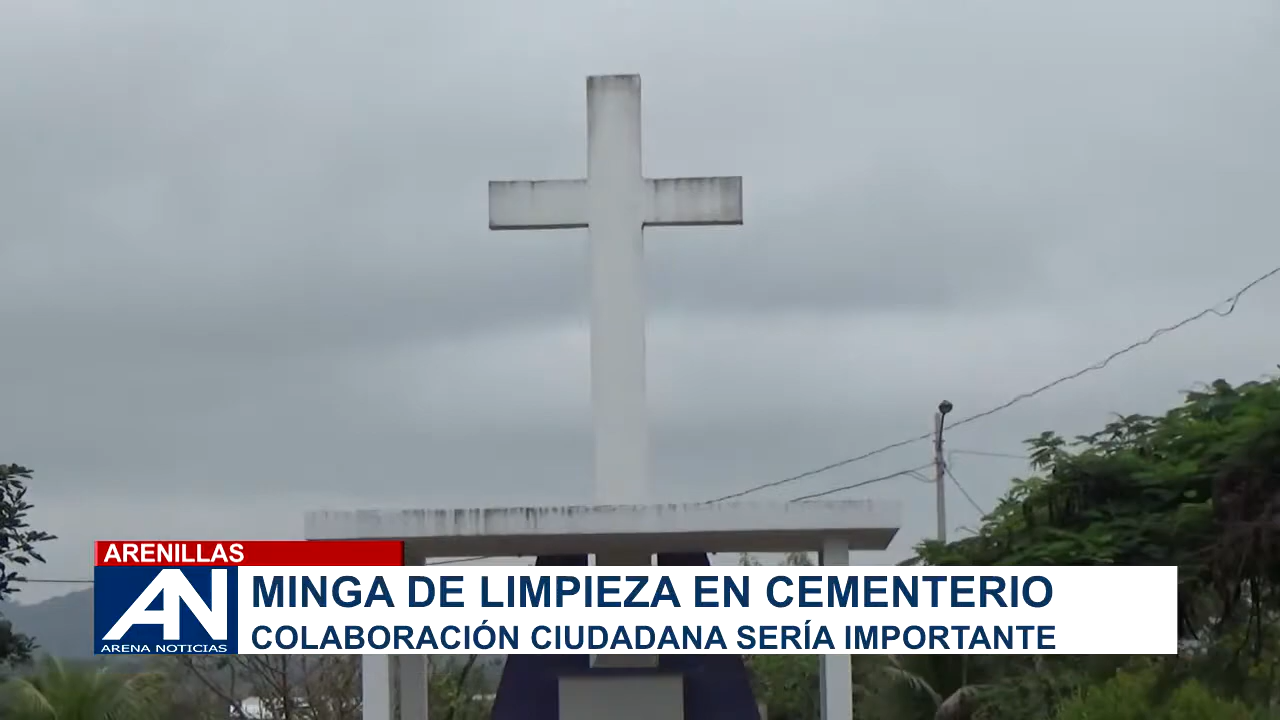 ARENILLAS
MINGA DE LIMPIEZA EN CEMENTERIO
COLABORACIÓN CIUDADANA SERÍA IMPORTANTE
AN
ARENA NOTICIAS